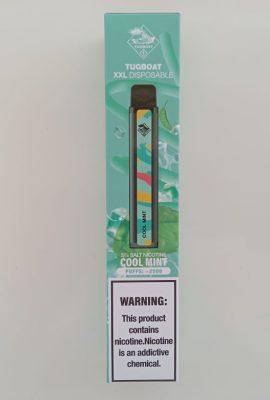 TUGBOAT
TUGBOAT
XXL DISPOSABLE
COOL MINT
5% SALT NICOTINE
COOL MINT
PUFFS: ~2500
WARNING:
This product
contains
nicotine.Nicotine
is an addictive
chemical.